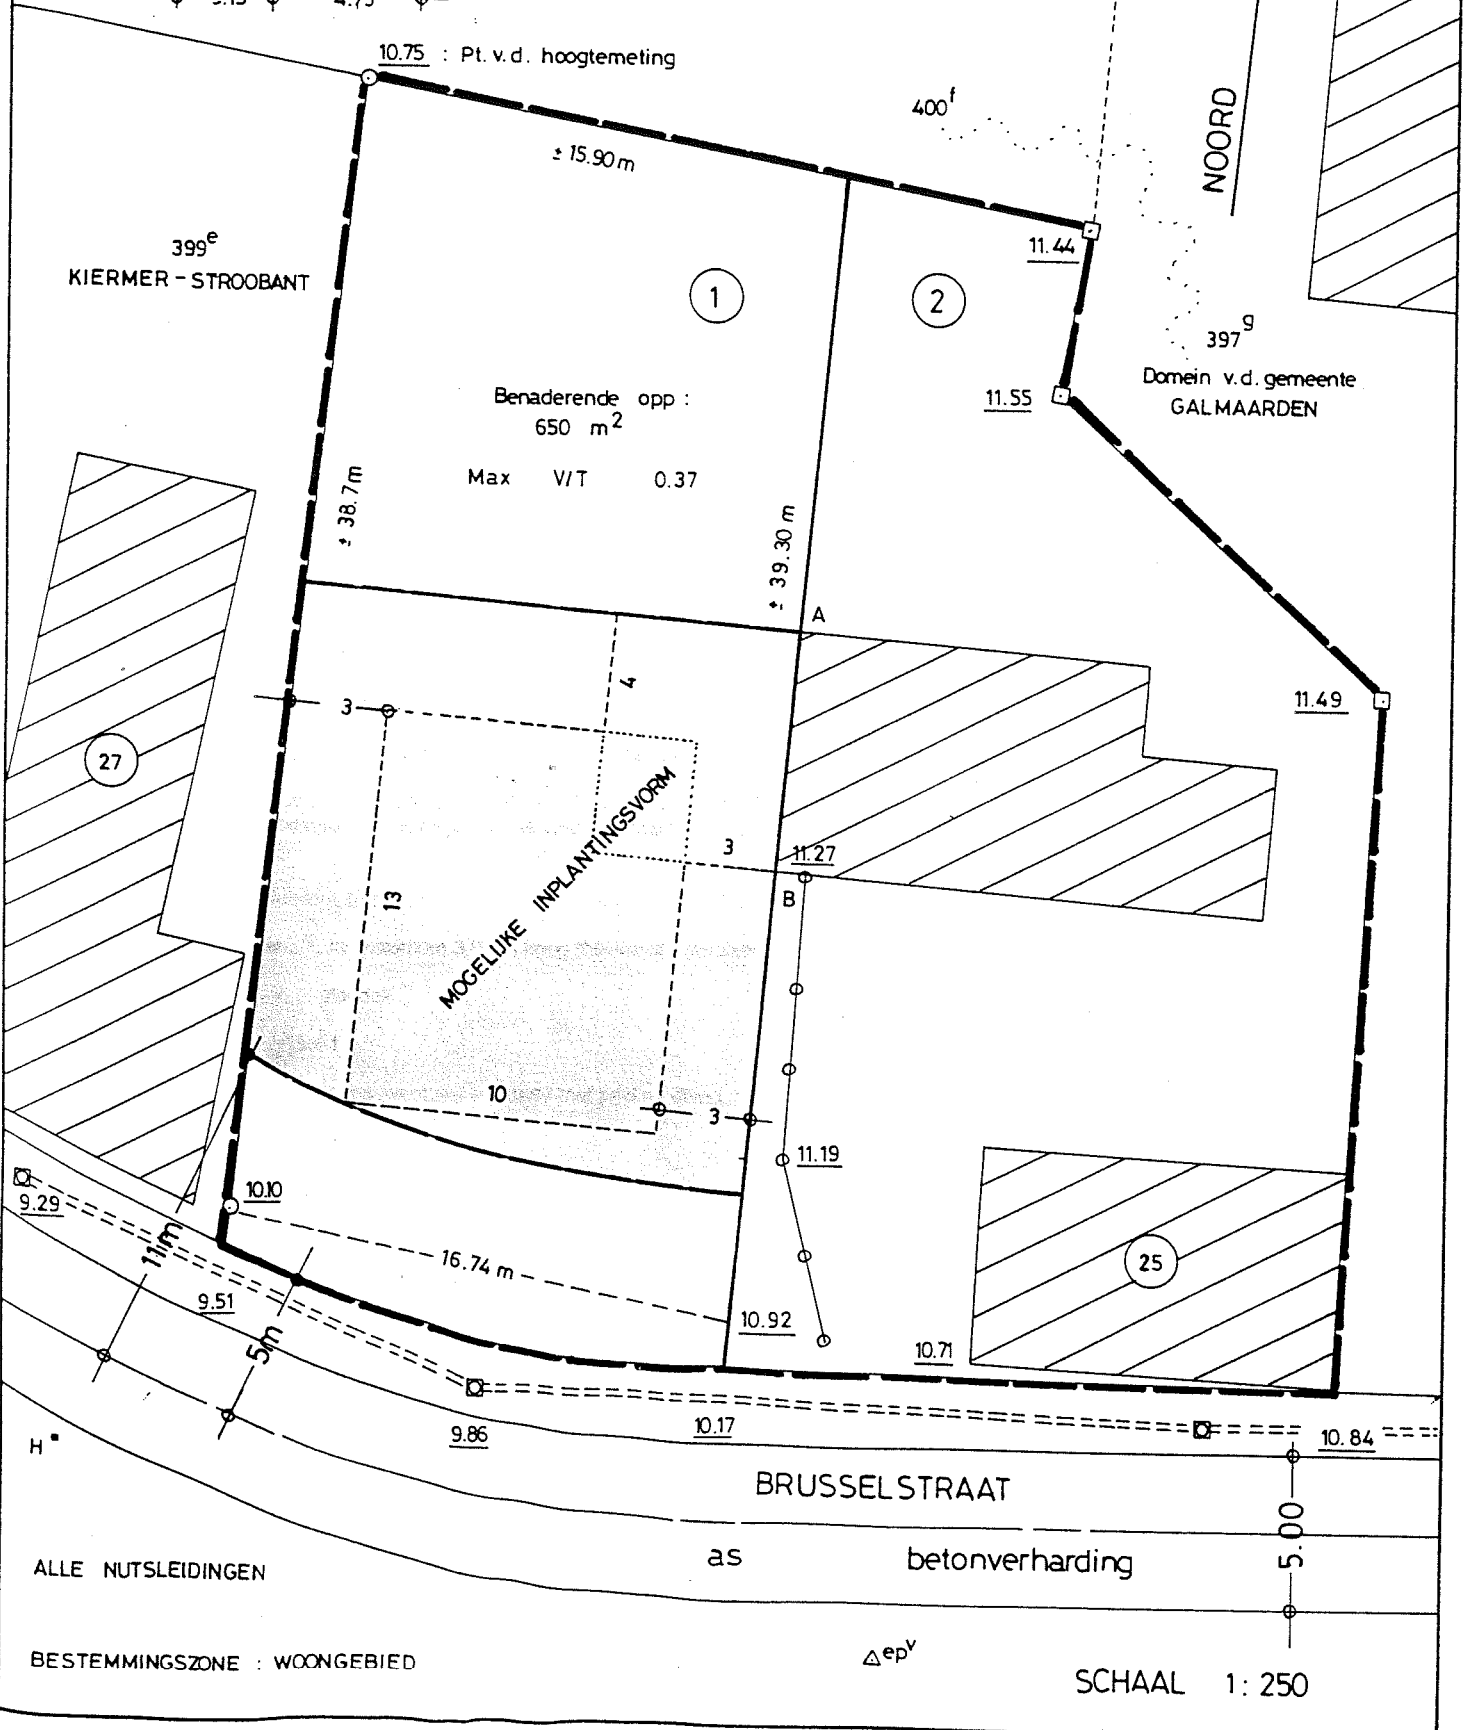 10.75 : Pt. v.d. hoogtemeting
± 15.90 m
400f
NOORD
399e
KIERMER - STROOBANT
1
2
11.44
397g
Domein v.d. gemeente
GALMAARDEN
11.55
Benaderende opp :
650 m2
Max V/T 0.37
± 38.7m
± 39.30 m
A
4
3
11.49
27
MOGELIJKE INPLANTINGSVORM
3
11.27
B
13
10
3
11.19
10.10
9.29
11m
16.74 m
25
9.51
5m
10.92
10.71
9.86
10.17
10.84
H
BRUSSELSTRAAT
5.00
as betonverharding
ALLE NUTSLEIDINGEN
epv
BESTEMMINGSZONE : WOONGEBIED
SCHAAL 1: 250